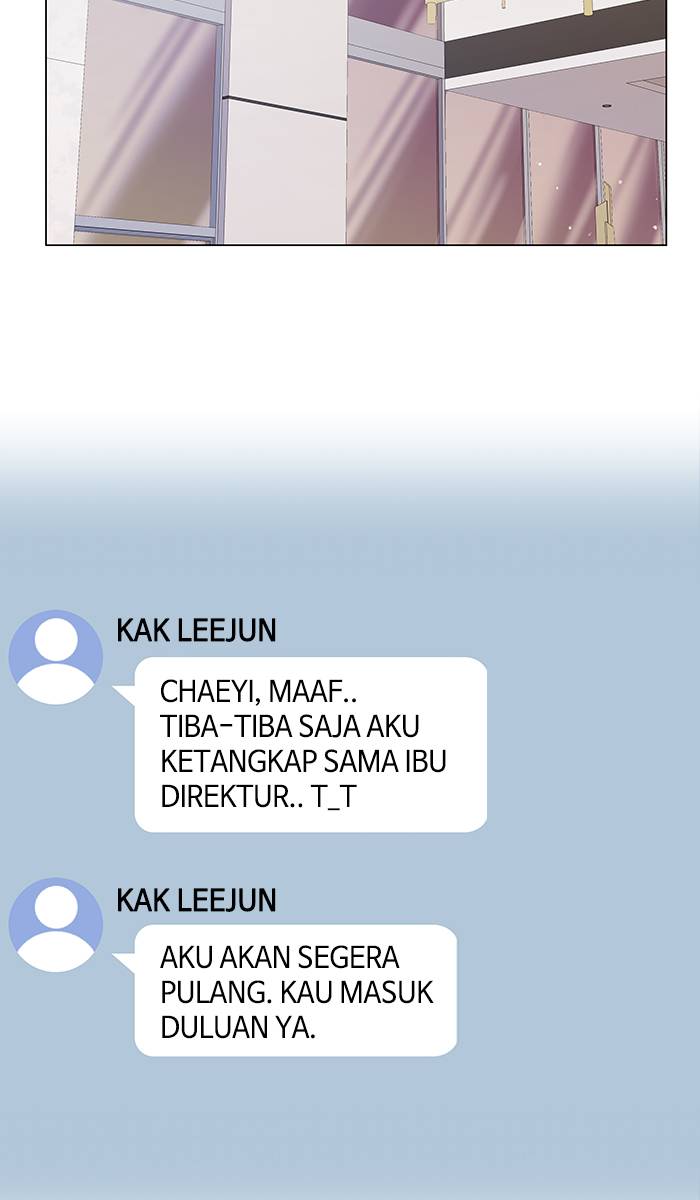 KAK LEEJUN
CHAEYI, MAAF..
TIBA-TIBA SAJA AKU
KETANGKAP SAMA IBU
DIREKTUR.. T_T
KAK LEEJUN
AKU AKAN SEGERA
PULANG. KAU MASUK
DULUAN YA.